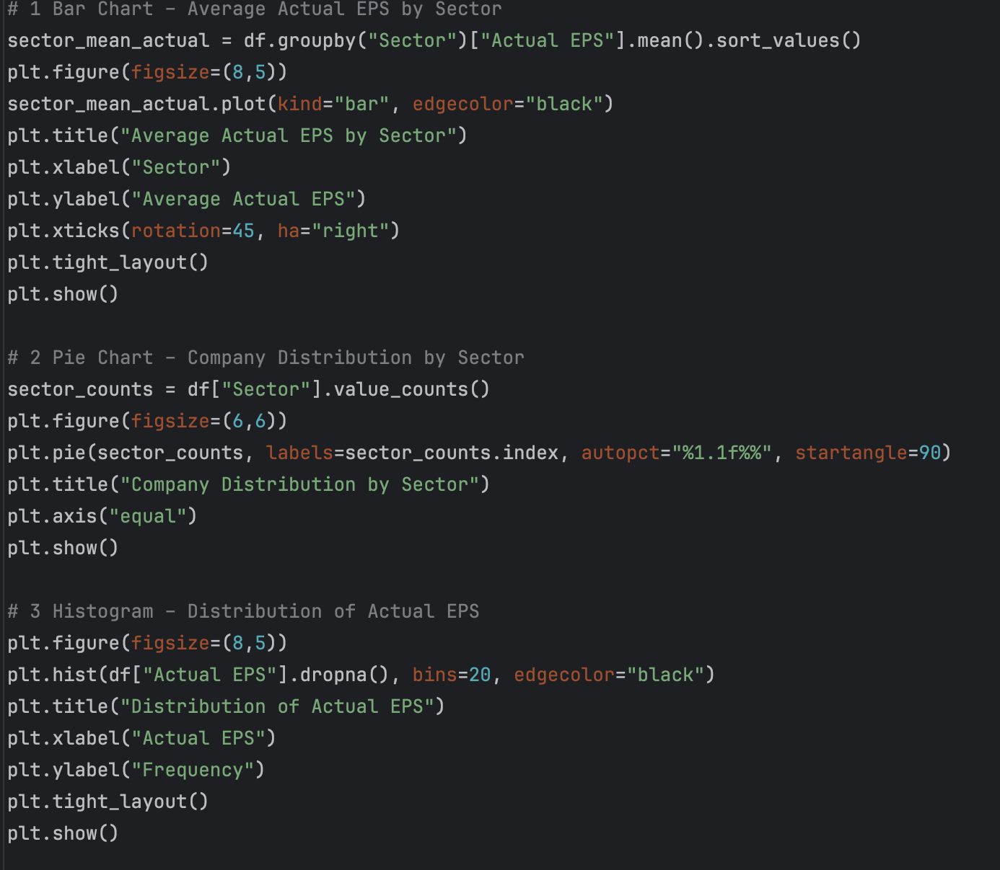 # 1 Bar Chart – Average Actual EPS by Sector
sector_mean_actual = df.groupby("Sector")["Actual EPS"].mean().sort_values()
plt.figure(figsize=(8,5))
sector_mean_actual.plot(kind="bar", edgecolor="black")
plt.title("Average Actual EPS by Sector")
plt.xlabel("Sector")
plt.ylabel("Average Actual EPS")
plt.xticks(rotation=45, ha="right")
plt.tight_layout()
plt.show()
# 2 Pie Chart – Company Distribution by Sector
sector_counts = df["Sector"].value_counts()
plt.figure(figsize=(6,6))
plt.pie(sector_counts, labels=sector_counts.index, autopct="%1.1f%%", startangle=90)
plt.title("Company Distribution by Sector")
plt.axis("equal")
plt.show()
# 3 Histogram – Distribution of Actual EPS
plt.figure(figsize=(8,5))
plt.hist(df["Actual EPS"].dropna(), bins=20, edgecolor="black")
plt.title("Distribution of Actual EPS")
plt.xlabel("Actual EPS")
plt.ylabel("Frequency")
plt.tight_layout()
plt.show()